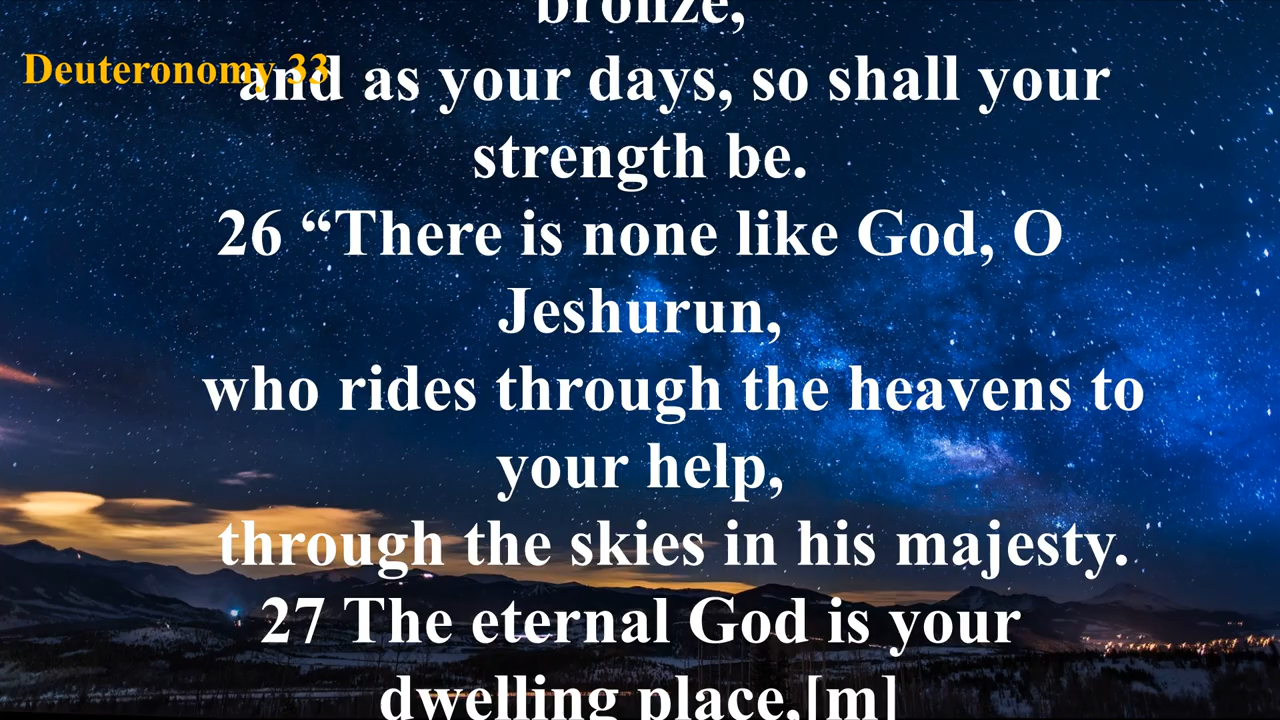 bronze,
Deuteronomy 33
and as your days, so shall your
strength be.
26 “There is none like God, O
Jeshurun,
who rides through the heavens to
your help,
through the skies in his majesty.
27 The eternal God is your
dwelling place,[m]